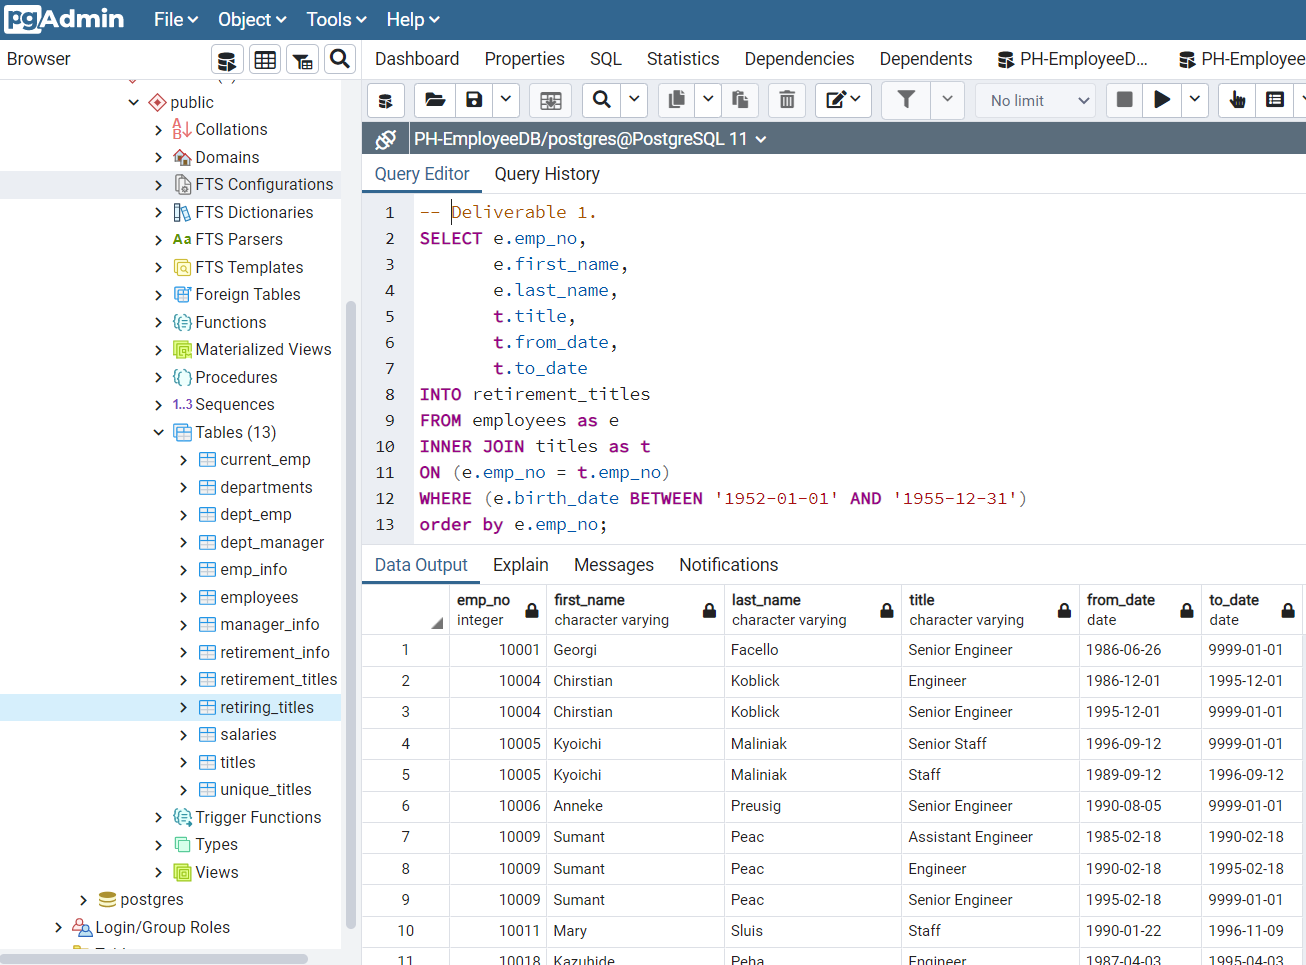 pgAdmin File Object Tools Help
Browser
Dashboard Properties SQL Statistics Dependencies Dependents PH-EmployeeD... PH-Employee
No limit
PH-EmployeeDB/postgres@PostgreSQL 11
Query Editor Query History
public
Collations
Domains
FTS Configurations
FTS Dictionaries
Aa FTS Parsers
FTS Templates
Foreign Tables
Functions
Materialized Views
Procedures
1..3 Sequences
Tables (13)
current_emp
departments
dept_emp
dept_manager
emp_info
employees
manager_info
retirement_info
retirement_titles
retiring_titles
salaries
titles
unique_titles
Trigger Functions
Types
Views
postgres
Login/Group Roles
1 -- Deliverable 1.
2 SELECT e.emp_no,
3 e.first_name,
4 e.last_name,
5 t.title,
6 t.from_date,
7 t.to_date
8 INTO retirement_titles
9 FROM employees as e
10 INNER JOIN titles as t
11 ON (e.emp_no = t.emp_no)
12 WHERE (e.birth_date BETWEEN '1952-01-01' AND '1955-12-31')
13 order by e.emp_no;
Data Output Explain Messages Notifications
emp_no first_name last_name title from_date to_date
integer character varying character varying character varying date date
1 10001 Georgi Facello Senior Engineer 1986-06-26 9999-01-01
2 10004 Chirstian Koblick Engineer 1986-12-01 1995-12-01
3 10004 Chirstian Koblick Senior Engineer 1995-12-01 9999-01-01
4 10005 Kyoichi Maliniak Senior Staff 1996-09-12 9999-01-01
5 10005 Kyoichi Maliniak Staff 1989-09-12 1996-09-12
6 10006 Anneke Preusig Senior Engineer 1990-08-05 9999-01-01
7 10009 Sumant Peac Assistant Engineer 1985-02-18 1990-02-18
8 10009 Sumant Peac Engineer 1990-02-18 1995-02-18
9 10009 Sumant Peac Senior Engineer 1995-02-18 9999-01-01
10 10011 Mary Sluis Staff 1990-01-22 1996-11-09
11 10018 Kazuhide Peha Engineer 1987-04-03 1995-04-03